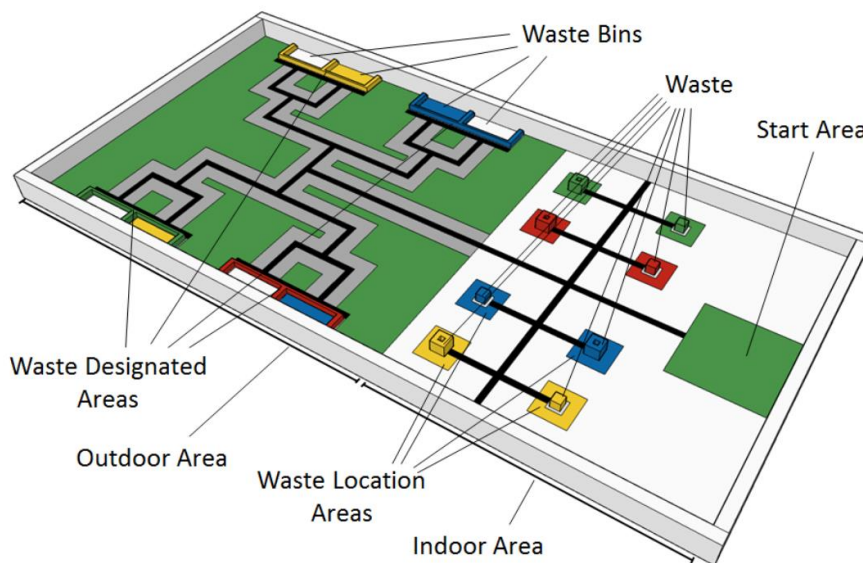 Waste Bins
Waste
Start Area
Waste Designated
Areas
Outdoor Area
Waste Location
Areas
Indoor Area